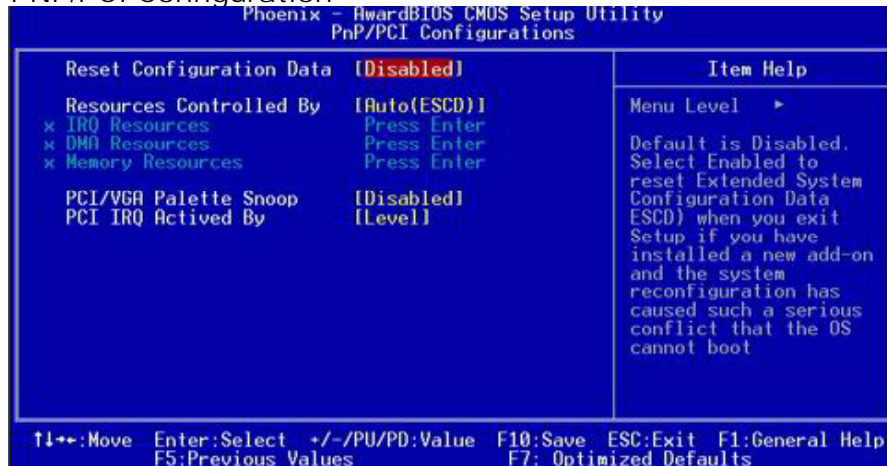 PNP/PCI Configuration
Phoenix - AwardBIOS CMOS Setup Utility
PnP/PCI Configurations
Reset Configuration Data [Disabled]
Resources Controlled By [Auto(ESCD)]
x IRQ Resources Press Enter
x DMA Resources Press Enter
x Memory Resources Press Enter
PCI/VGA Palette Snoop [Disabled]
PCI IRQ Actived By [Level]
Item Help
Menu Level ►
Default is Disabled.
Select Enabled to
reset Extended System
Configuration Data
ESCD) when you exit
Setup if you have
installed a new add-on
and the system
reconfiguration has
caused such a serious
conflict that the OS
cannot boot
↑↓→←:Move Enter:Select +/-/PU/PD:Value F10:Save ESC:Exit F1:General Help
F5:Previous Values F7: Optimized Defaults